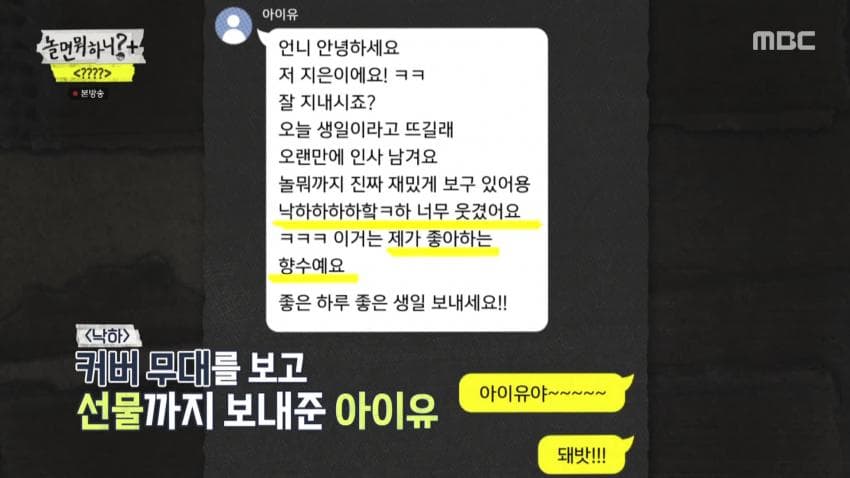 놀면뭐하니?+
<????>
본방송
MBC
아이유
언니 안녕하세요
저 지은이에요! ㅋㅋ
잘 지내시죠?
오늘 생일이라고 뜨길래
오랜만에 인사 남겨요
놀뭐까지 진짜 재밌게 보구 있어용
낙하하하하핰ㅋ하 너무 웃겼어요
ㅋㅋㅋ 이거는 제가 좋아하는
향수예요
좋은 하루 좋은 생일 보내세요!!
아이유야~~~~~
돼밧!!!
<낙하>
커버 무대를 보고
선물까지 보내준 아이유